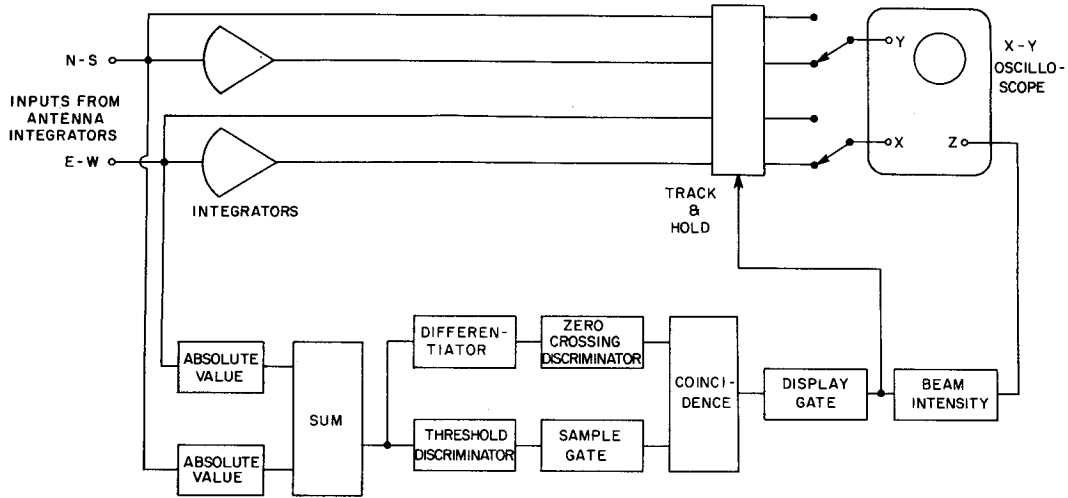 N-S
INPUTS FROM
ANTENNA
INTEGRATORS
E-W
INTEGRATORS
TRACK
&
HOLD
Y
X
Z
X-Y
OSCILLO-
SCOPE
ABSOLUTE
VALUE
ABSOLUTE
VALUE
SUM
DIFFEREN-
TIATOR
ZERO
CROSSING
DISCRIMINATOR
THRESHOLD
DISCRIMINATOR
SAMPLE
GATE
COINCI-
DENCE
DISPLAY
GATE
BEAM
INTENSITY